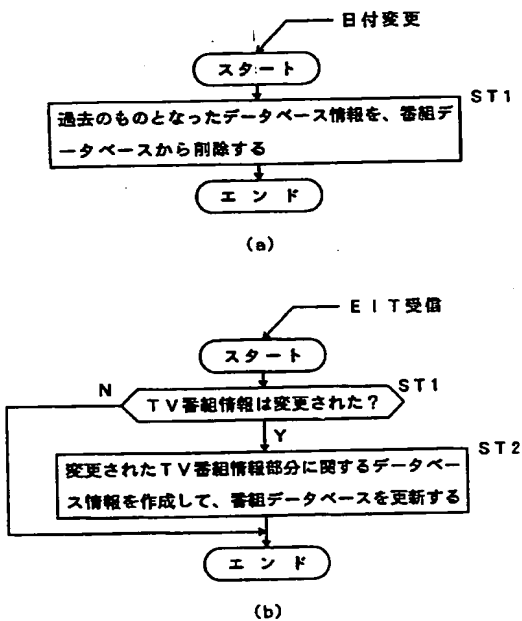 日付変更
スタート
ST1
過去のものとなったデータベース情報を、番組デ
ータベースから削除する
エンド
(a)
EIT受信
スタート
N
ST1
TV番組情報は変更された?
Y
ST2
変更されたTV番組情報部分に関するデータベー
ス情報を作成して、番組データベースを更新する
エンド
(b)